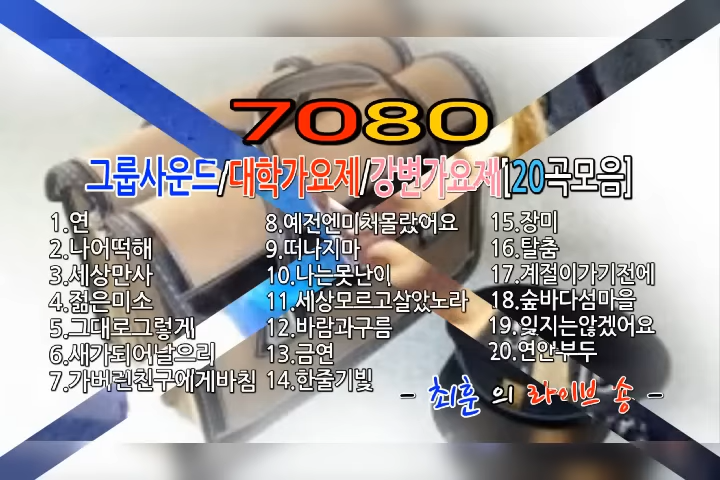 7080
그룹사운드/대학가요제/강변가요제[20곡모음]
1.연
2.나어떡해
3.세상만사
4.젊은미소
5.그대로그렇게
6.새가되어날으리
7.가버린친구에게바침
8.예전엔미처몰랐어요
9.떠나지마
10.나는못난이
11.세상모르고살았노라
12.바람과구름
13.금연
14.한줄기빛
15.장미
16.탈춤
17.계절이가기전에
18.숲바다섬마을
19.잊지는않겠어요
20.연안부두
- 최훈 의 라이브 송 -